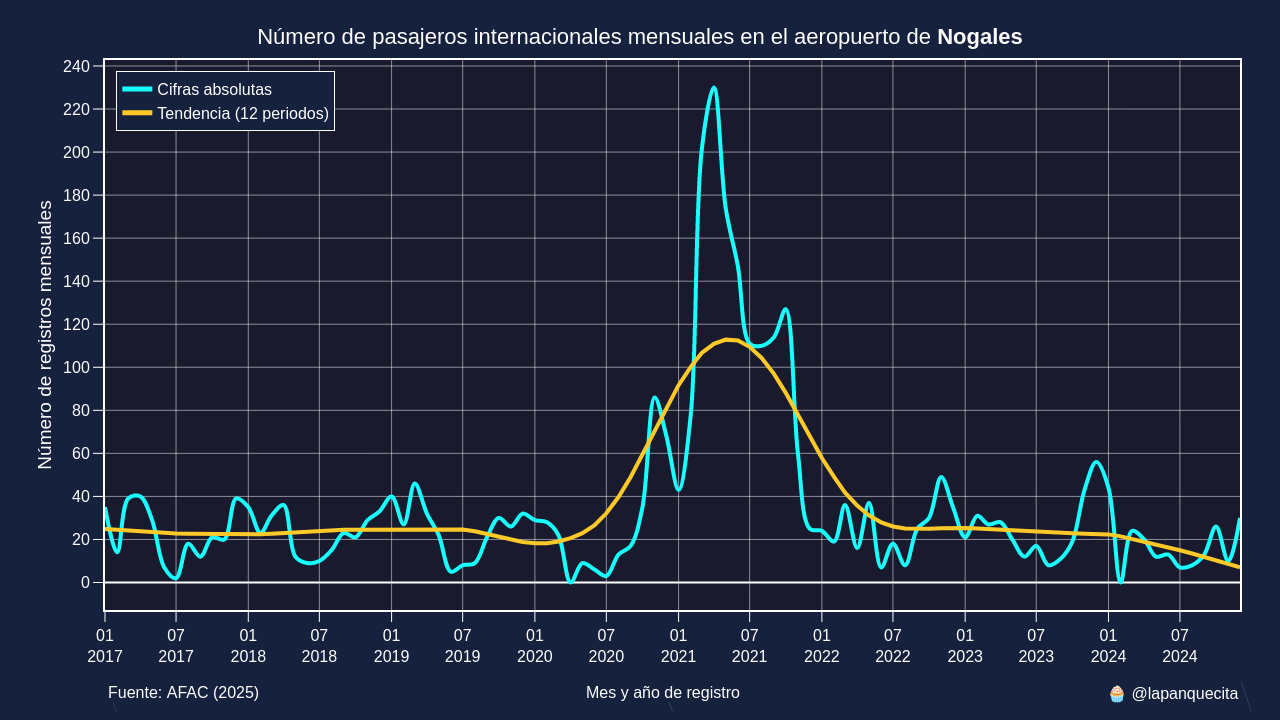 Número de pasajeros internacionales mensuales en el aeropuerto de Nogales
Cifras absolutas
Tendencia (12 periodos)
Número de registros mensuales
240
220
200
180
160
140
120
100
80
60
40
20
0
01 07 01 07 01 07 01 07 01 07 01 07 01 07 01 07
2017 2017 2018 2018 2019 2019 2020 2020 2021 2021 2022 2022 2023 2023 2024 2024
Fuente: AFAC (2025) Mes y año de registro 🧁 @lapanquecita